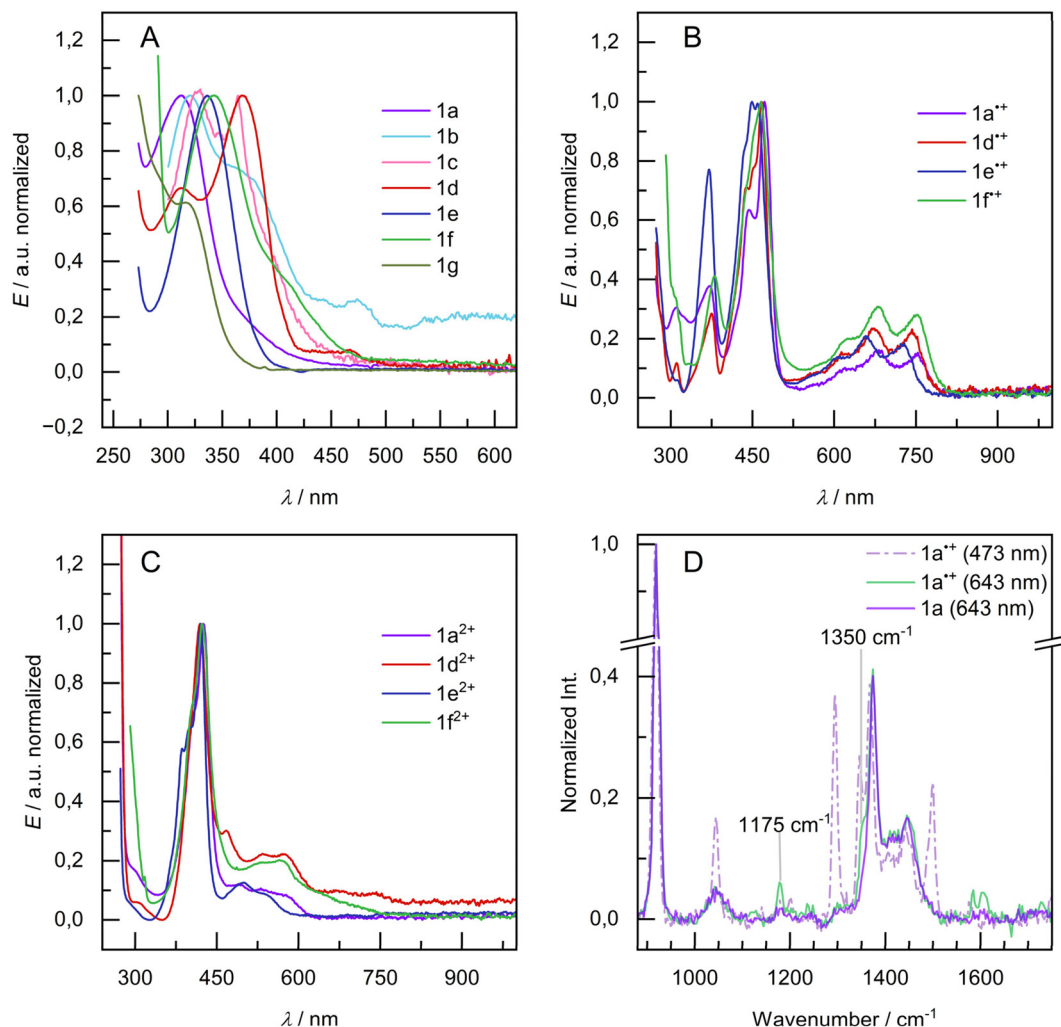 A
E / a.u. normalized
1,2
1,0
0,8
0,6
0,4
0,2
0,0
−0,2
1a
1b
1c
1d
1e
1f
1g
250 300 350 400 450 500 550 600
λ / nm
B
E / a.u. normalized
1,2
1,0
0,8
0,6
0,4
0,2
0,0
1a•+
1d•+
1e•+
1f•+
300 450 600 750 900
λ / nm
C
E / a.u. normalized
1,2
1,0
0,8
0,6
0,4
0,2
0,0
1a2+
1d2+
1e2+
1f2+
300 450 600 750 900
λ / nm
D
Normalized Int.
1,0
0,4
0,2
0,0
1a•+ (473 nm)
1a•+ (643 nm)
1a (643 nm)
1350 cm-1
1175 cm-1
1000 1200 1400 1600
Wavenumber / cm-1